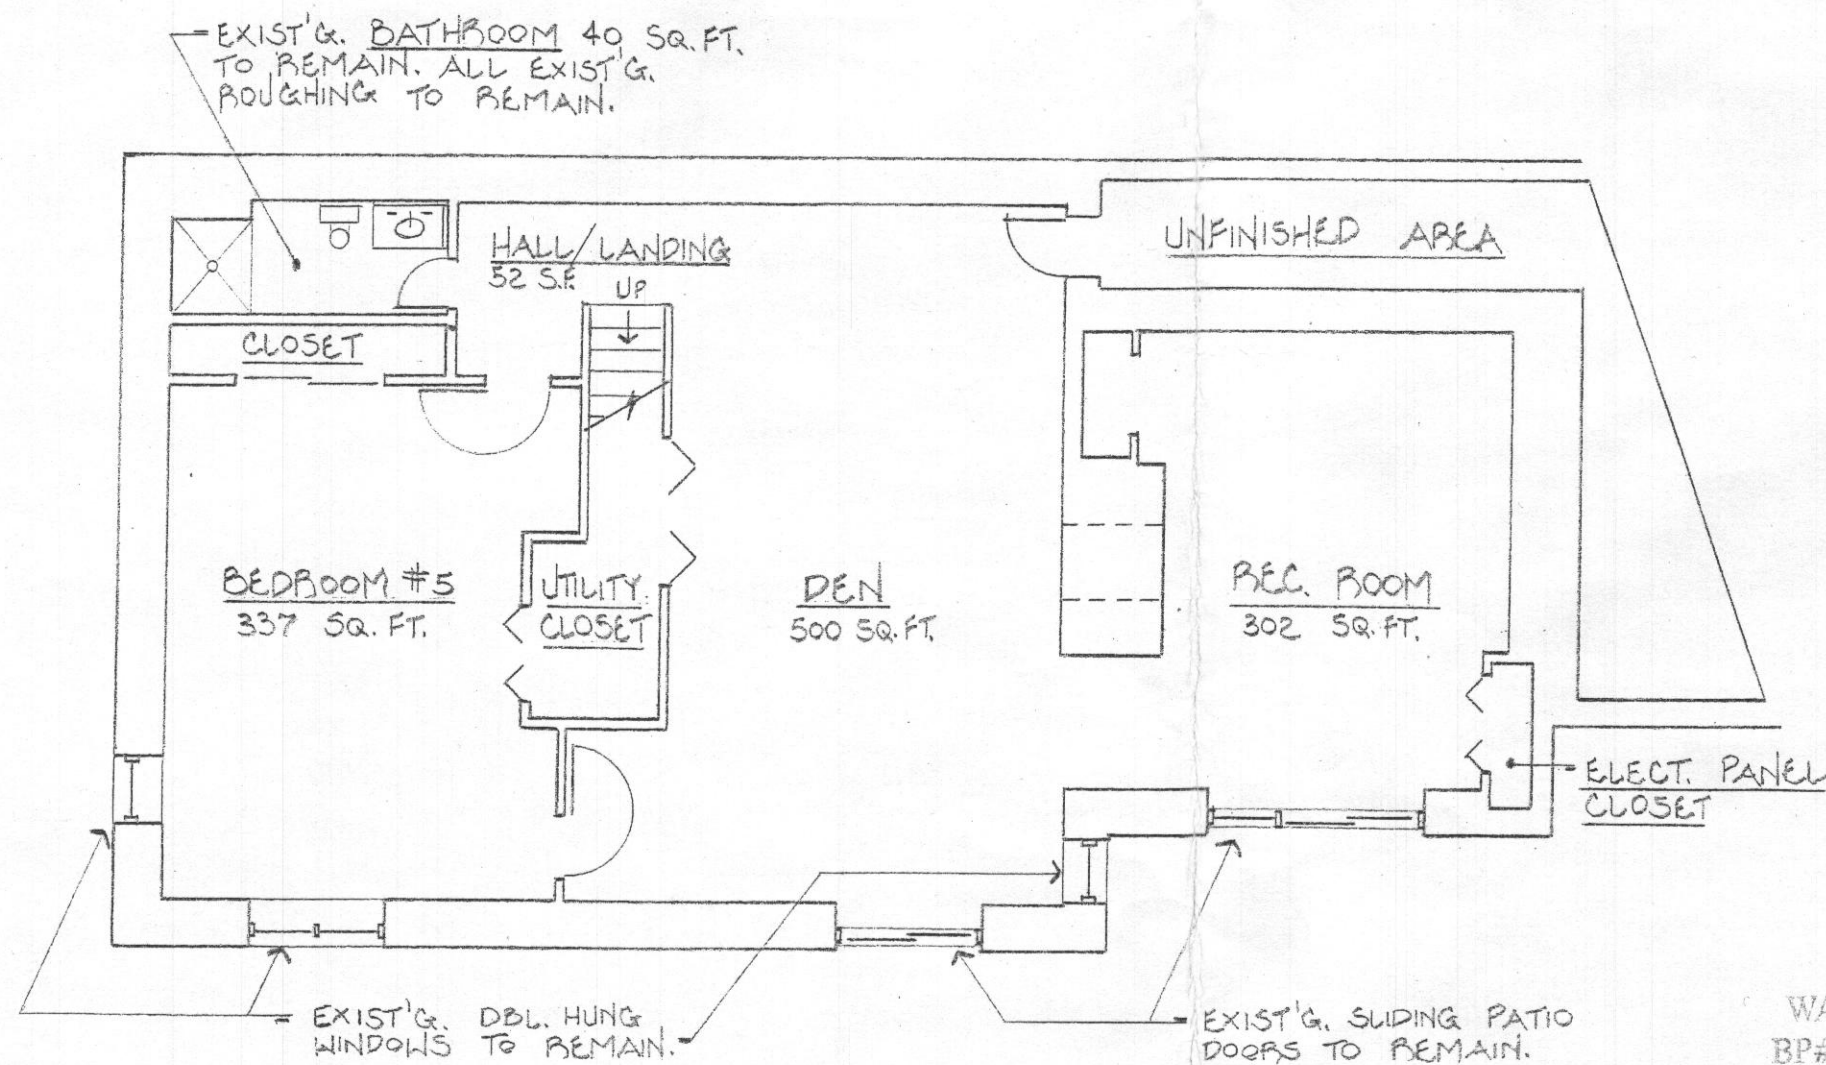 EXIST'G. BATHROOM 40 SQ.FT.
TO REMAIN. ALL EXIST'G.
ROUGHING TO REMAIN.
HALL/LANDING
52 S.F.
UP
UNFINISHED AREA
CLOSET
BEDROOM #5
337 SQ. FT.
UTILITY
CLOSET
DEN
500 SQ. FT.
REC. ROOM
302 SQ. FT.
ELECT. PANEL
CLOSET
EXIST'G. DBL. HUNG
WINDOWS TO REMAIN.
EXIST'G. SLIDING PATIO
DOORS TO REMAIN.
WA
BP#